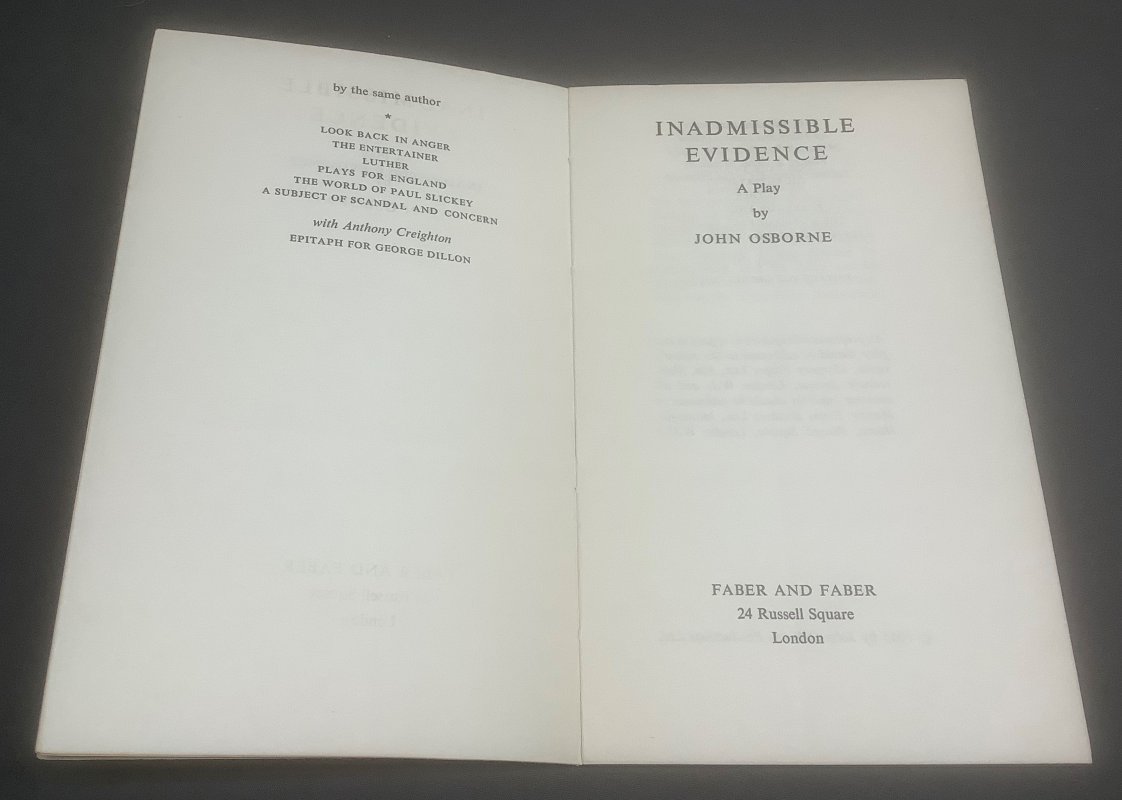 by the same author
*
LOOK BACK IN ANGER
THE ENTERTAINER
LUTHER
PLAYS FOR ENGLAND
THE WORLD OF PAUL SLICKEY
A SUBJECT OF SCANDAL AND CONCERN
with Anthony Creighton
EPITAPH FOR GEORGE DILLON
INADMISSIBLE
EVIDENCE
A Play
by
JOHN OSBORNE
FABER AND FABER
24 Russell Square
London